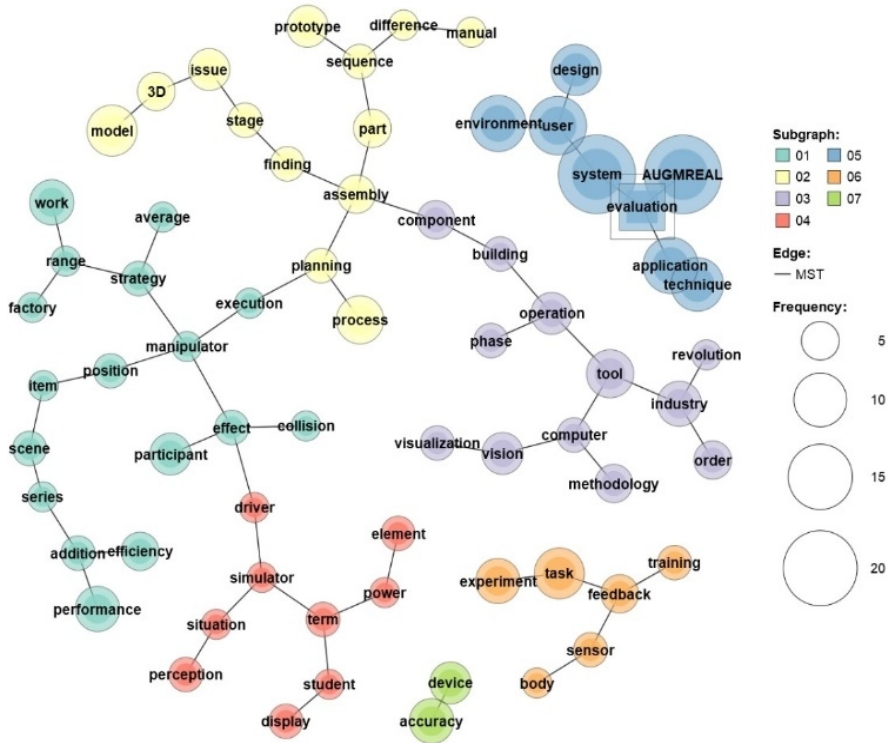 prototype
difference
manual
sequence
issue
3D
model
stage
part
finding
assembly
design
environment
user
system
AUGMREAL
evaluation
application
technique
Subgraph:
01
05
02
06
03
07
04
Edge:
MST
Frequency:
5
10
15
20
work
average
range
strategy
factory
component
building
planning
execution
process
manipulator
operation
phase
position
item
tool
revolution
industry
effect
collision
participant
scene
series
visualization
vision
computer
order
methodology
addition
efficiency
performance
driver
element
simulator
power
situation
term
perception
student
display
experiment
task
training
feedback
sensor
body
device
accuracy